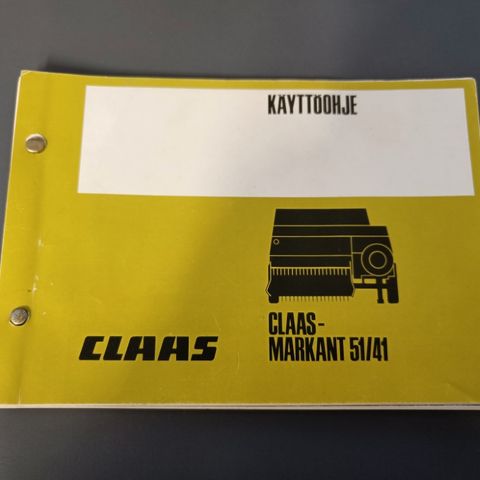 KÄYTTÖOHJE
CLAAS
CLAAS-
MARKANT 51/41